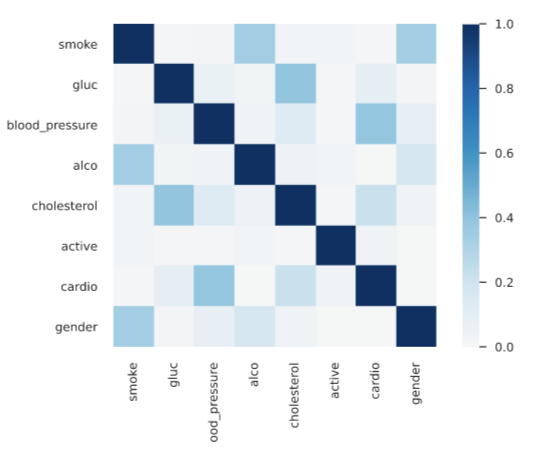 smoke
gluc
blood_pressure
alco
cholesterol
active
cardio
gender
smoke
gluc
ood_pressure
alco
cholesterol
active
cardio
gender
1.0
0.8
0.6
0.4
0.2
0.0